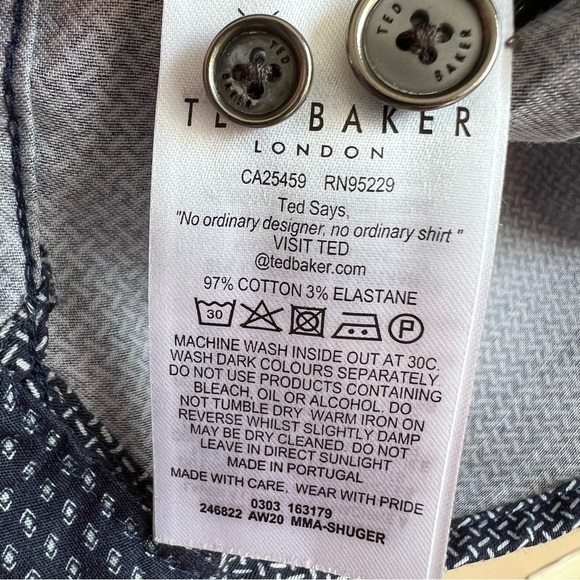 TED
BAKER
TED
BAKER
T BAKER
LONDON
CA25459 RN95229
Ted Says,
"No ordinary designer, no ordinary shirt "
VISIT TED
@tedbaker.com
97% COTTON 3% ELASTANE
30 P
MACHINE WASH INSIDE OUT AT 30C.
WASH DARK COLOURS SEPARATELY
DO NOT USE PRODUCTS CONTAINING
BLEACH, OIL OR ALCOHOL. DO
NOT TUMBLE DRY. WARM IRON ON
REVERSE WHILST SLIGHTLY DAMP
MAY BE DRY CLEANED. DO NOT
LEAVE IN DIRECT SUNLIGHT
MADE IN PORTUGAL
MADE WITH CARE, WEAR WITH PRIDE
0303 163179
246822 AW20 MMA-SHUGER